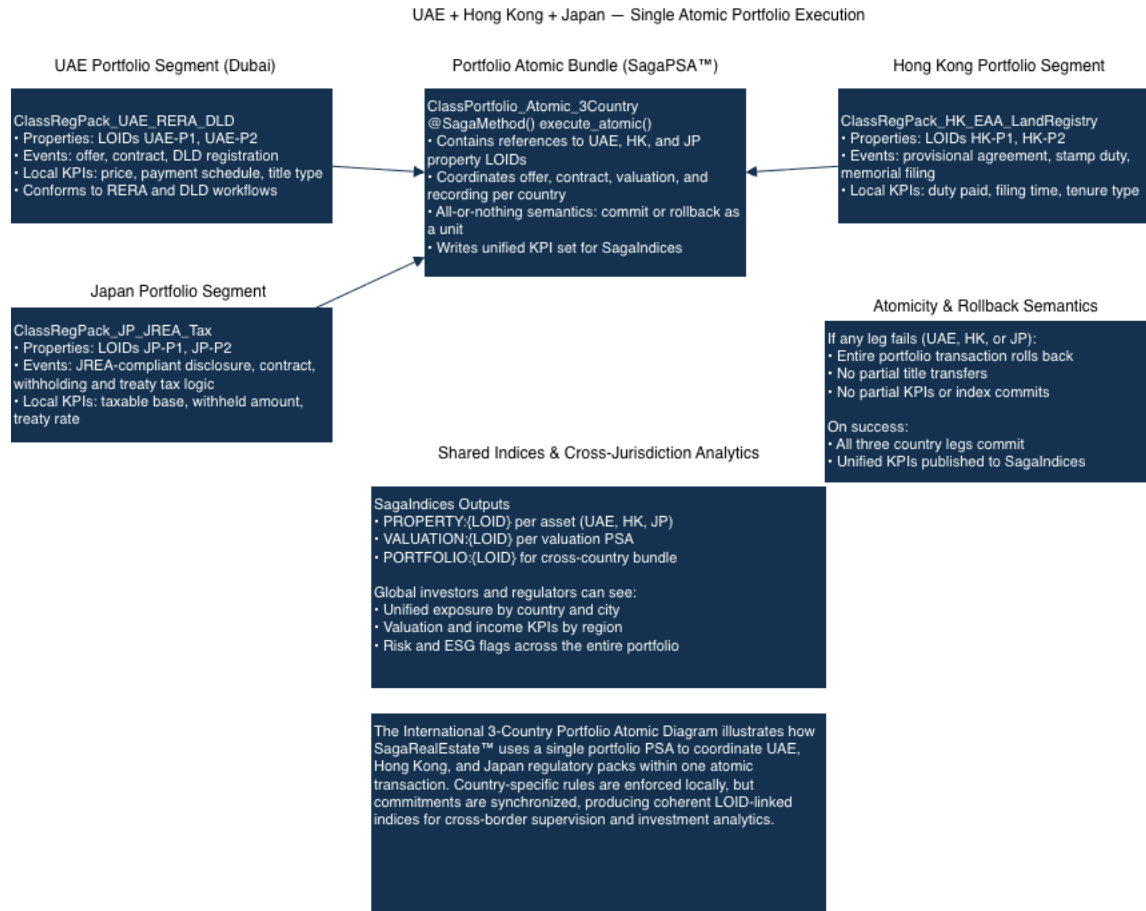 UAE + Hong Kong + Japan — Single Atomic Portfolio Execution
UAE Portfolio Segment (Dubai)
ClassRegPack_UAE_RERA_DLD
• Properties: LOIDs UAE-P1, UAE-P2
• Events: offer, contract, DLD registration
• Local KPIs: price, payment schedule, title type
• Conforms to RERA and DLD workflows
Portfolio Atomic Bundle (SagaPSA™)
ClassPortfolio_Atomic_3Country
@SagaMethod() execute_atomic()
• Contains references to UAE, HK, and JP
property LOIDs
• Coordinates offer, contract, valuation, and
recording per country
• All-or-nothing semantics: commit or rollback as
a unit
• Writes unified KPI set for SagaIndices
Hong Kong Portfolio Segment
ClassRegPack_HK_EAA_LandRegistry
• Properties: LOIDs HK-P1, HK-P2
• Events: provisional agreement, stamp duty,
memorial filing
• Local KPIs: duty paid, filing time, tenure type
Japan Portfolio Segment
ClassRegPack_JP_JREA_Tax
• Properties: LOIDs JP-P1, JP-P2
• Events: JREA-compliant disclosure, contract,
withholding and treaty tax logic
• Local KPIs: taxable base, withheld amount,
treaty rate
Atomicity & Rollback Semantics
If any leg fails (UAE, HK, or JP):
• Entire portfolio transaction rolls back
• No partial title transfers
• No partial KPIs or index commits
On success:
• All three country legs commit
• Unified KPIs published to SagaIndices
Shared Indices & Cross-Jurisdiction Analytics
SagaIndices Outputs
• PROPERTY:{LOID} per asset (UAE, HK, JP)
• VALUATION:{LOID} per valuation PSA
• PORTFOLIO:{LOID} for cross-country bundle
Global investors and regulators can see:
• Unified exposure by country and city
• Valuation and income KPIs by region
• Risk and ESG flags across the entire portfolio
The International 3-Country Portfolio Atomic Diagram illustrates how
SagaRealEstate™ uses a single portfolio PSA to coordinate UAE,
Hong Kong, and Japan regulatory packs within one atomic
transaction. Country-specific rules are enforced locally, but
commitments are synchronized, producing coherent LOID-linked
indices for cross-border supervision and investment analytics.